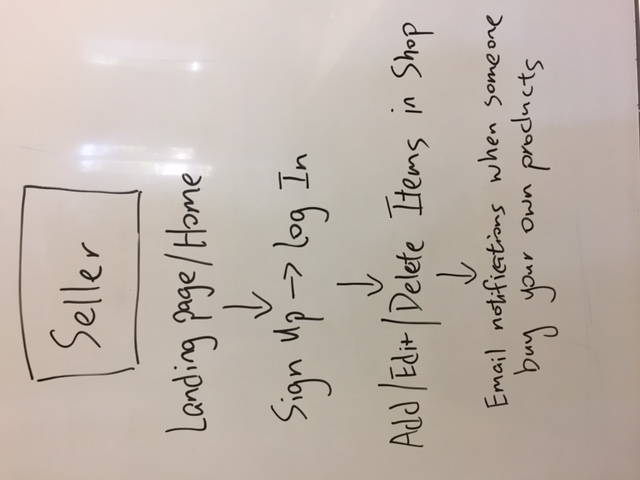 Seller
Landing page/Home
↓
Sign Up → Log In
↓
Add/Edit/Delete Items in Shop
↓
Email notifications when someone
buy your own products